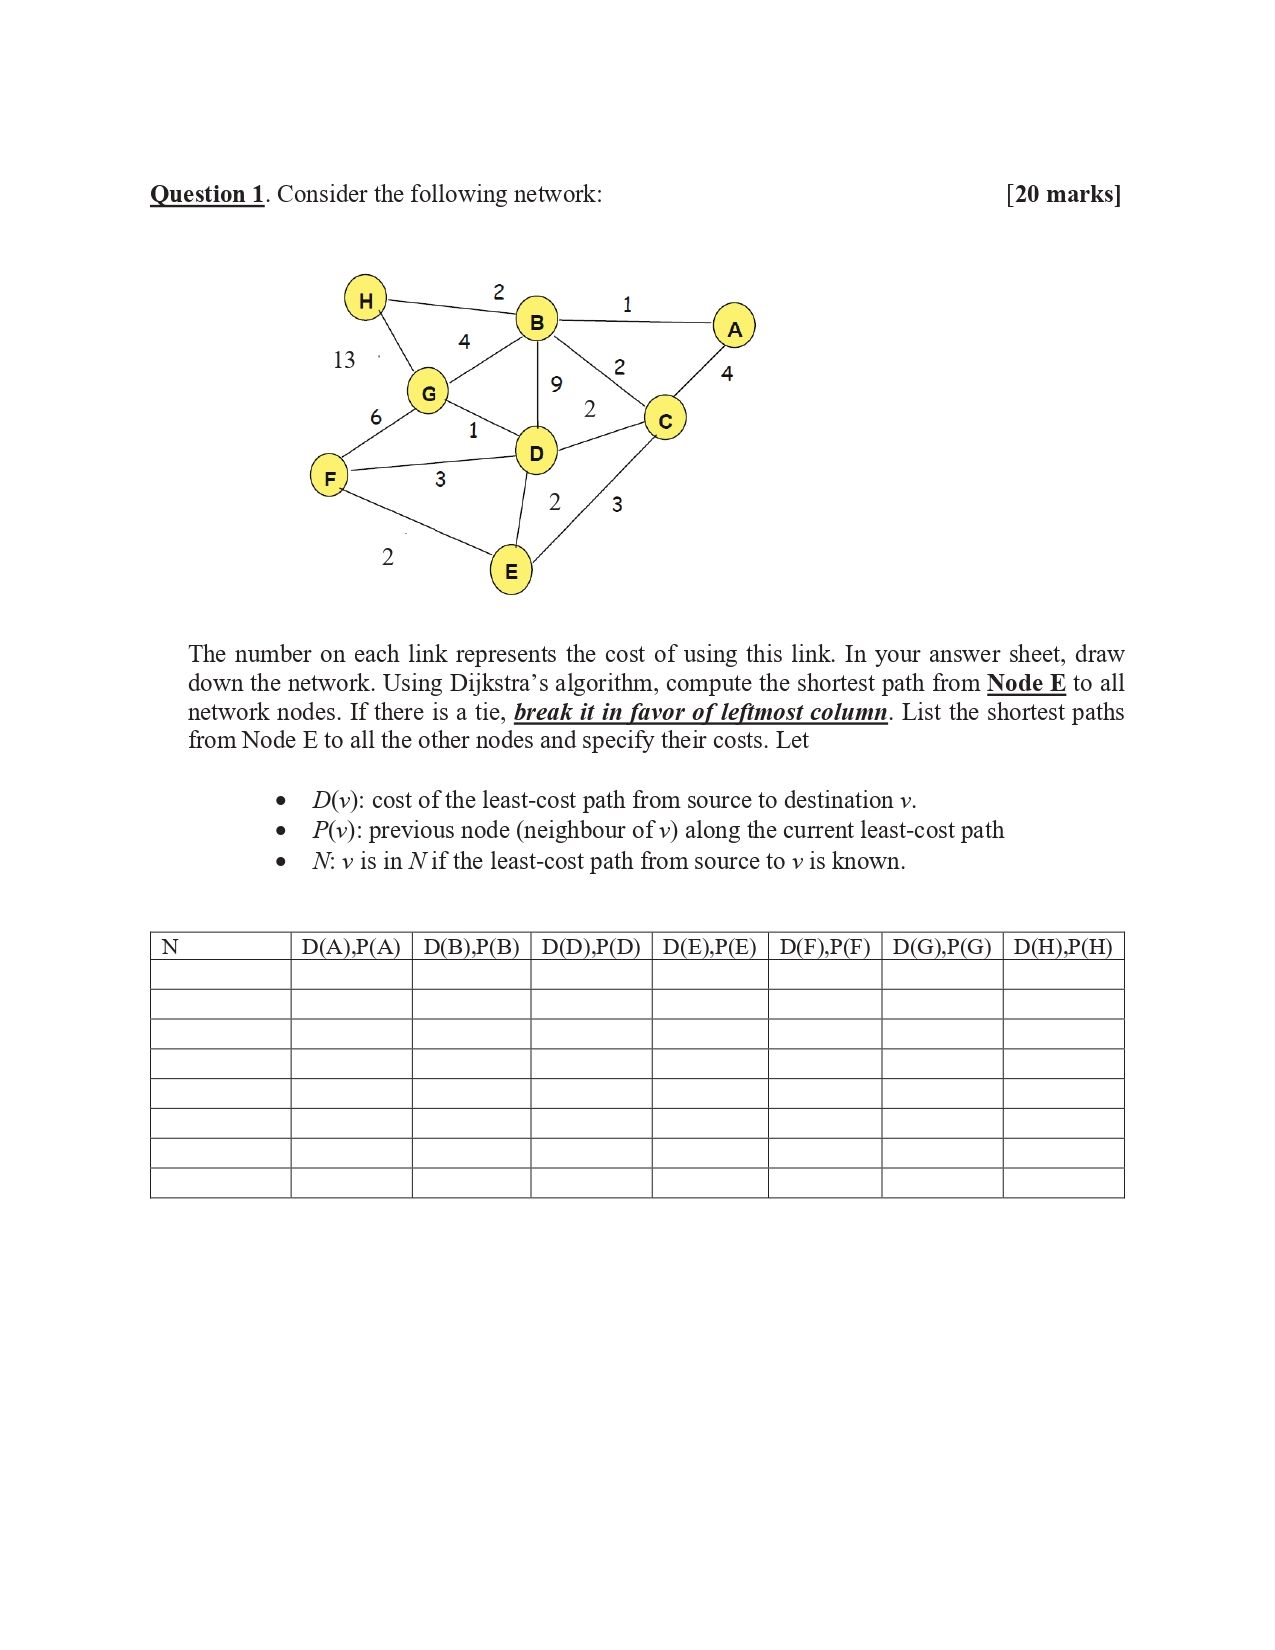 Question 1. Consider the following network: [20 marks]
H
2
B
1
A
13
4
G
9
2
4
2
C
6
1
D
F
3
2
3
2
E
The number on each link represents the cost of using this link. In your answer sheet, draw
down the network. Using Dijkstra's algorithm, compute the shortest path from Node E to all
network nodes. If there is a tie, break it in favor of leftmost column. List the shortest paths
from Node E to all the other nodes and specify their costs. Let
• D(v): cost of the least-cost path from source to destination v.
• P(v): previous node (neighbour of v) along the current least-cost path
• N: v is in N if the least-cost path from source to v is known.
N D(A),P(A) D(B),P(B) D(D),P(D) D(E),P(E) D(F),P(F) D(G),P(G) D(H),P(H)